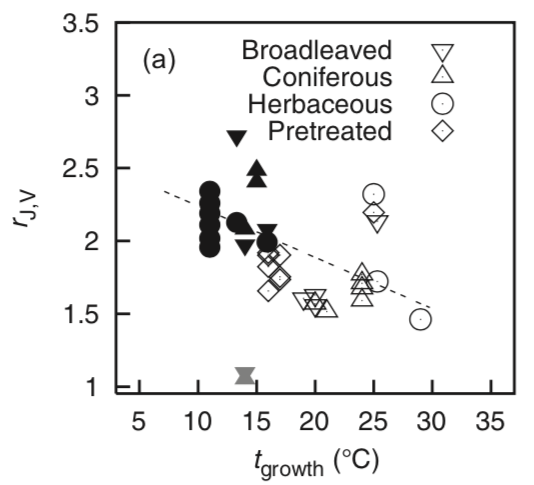 3.5
3
2.5
2
1.5
1
r_J,V
(a)
Broadleaved
Coniferous
Herbaceous
Pretreated
5 10 15 20 25 30 35
t_growth (°C)